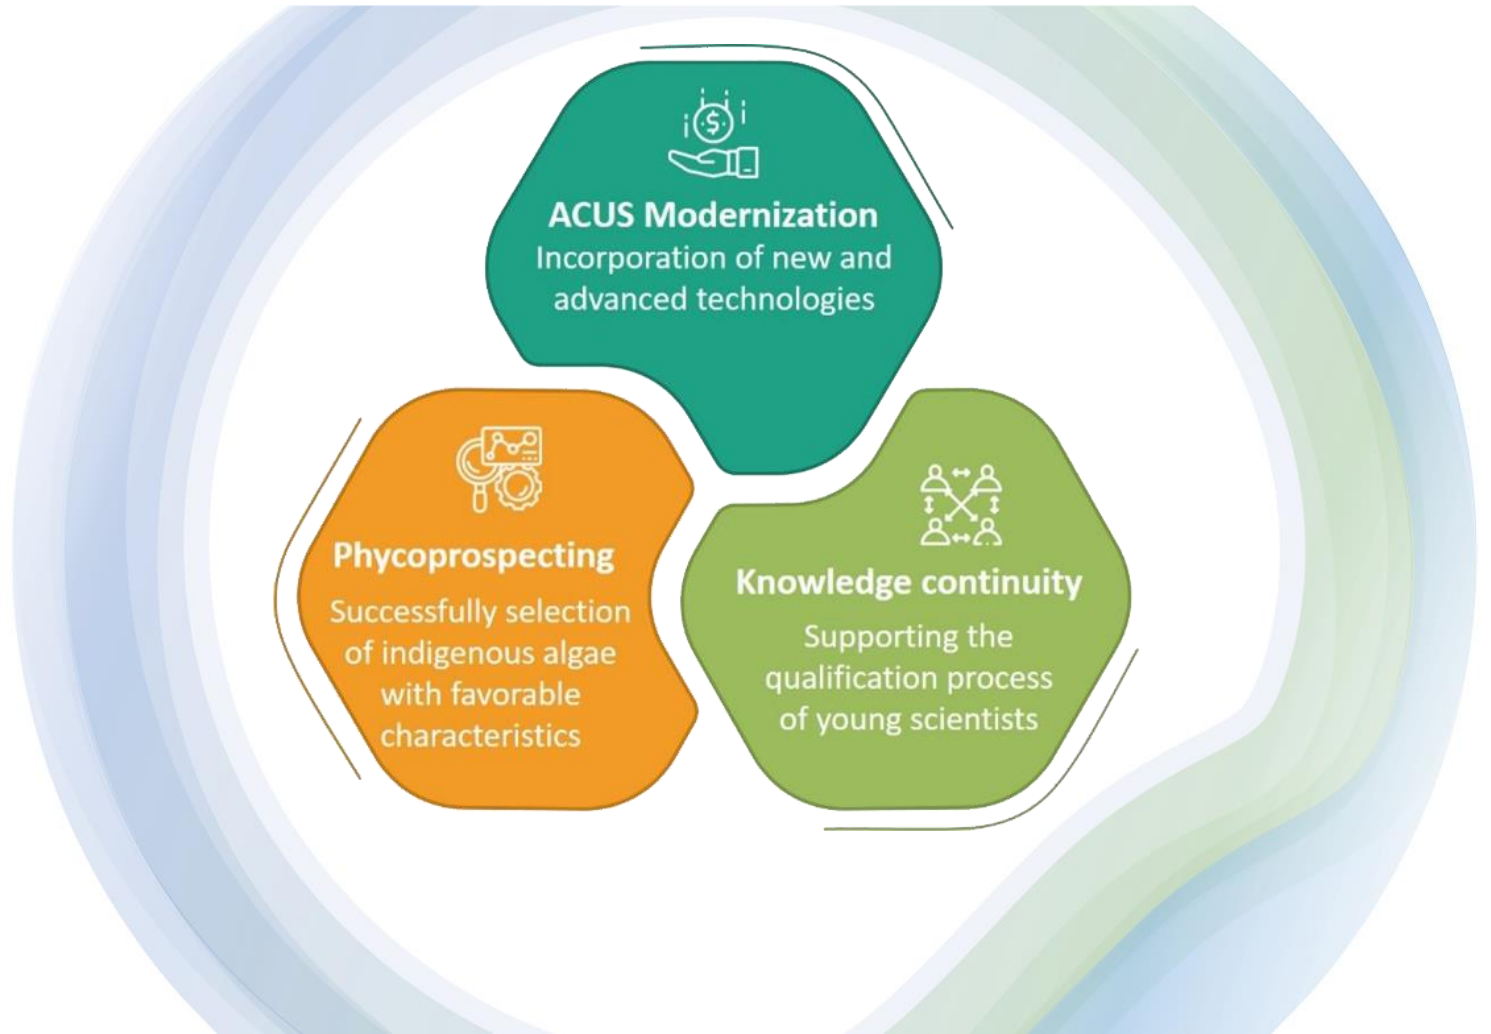 ACUS Modernization
Incorporation of new and
advanced technologies
Phycoprospecting
Successfully selection
of indigenous algae
with favorable
characteristics
Knowledge continuity
Supporting the
qualification process
of young scientists